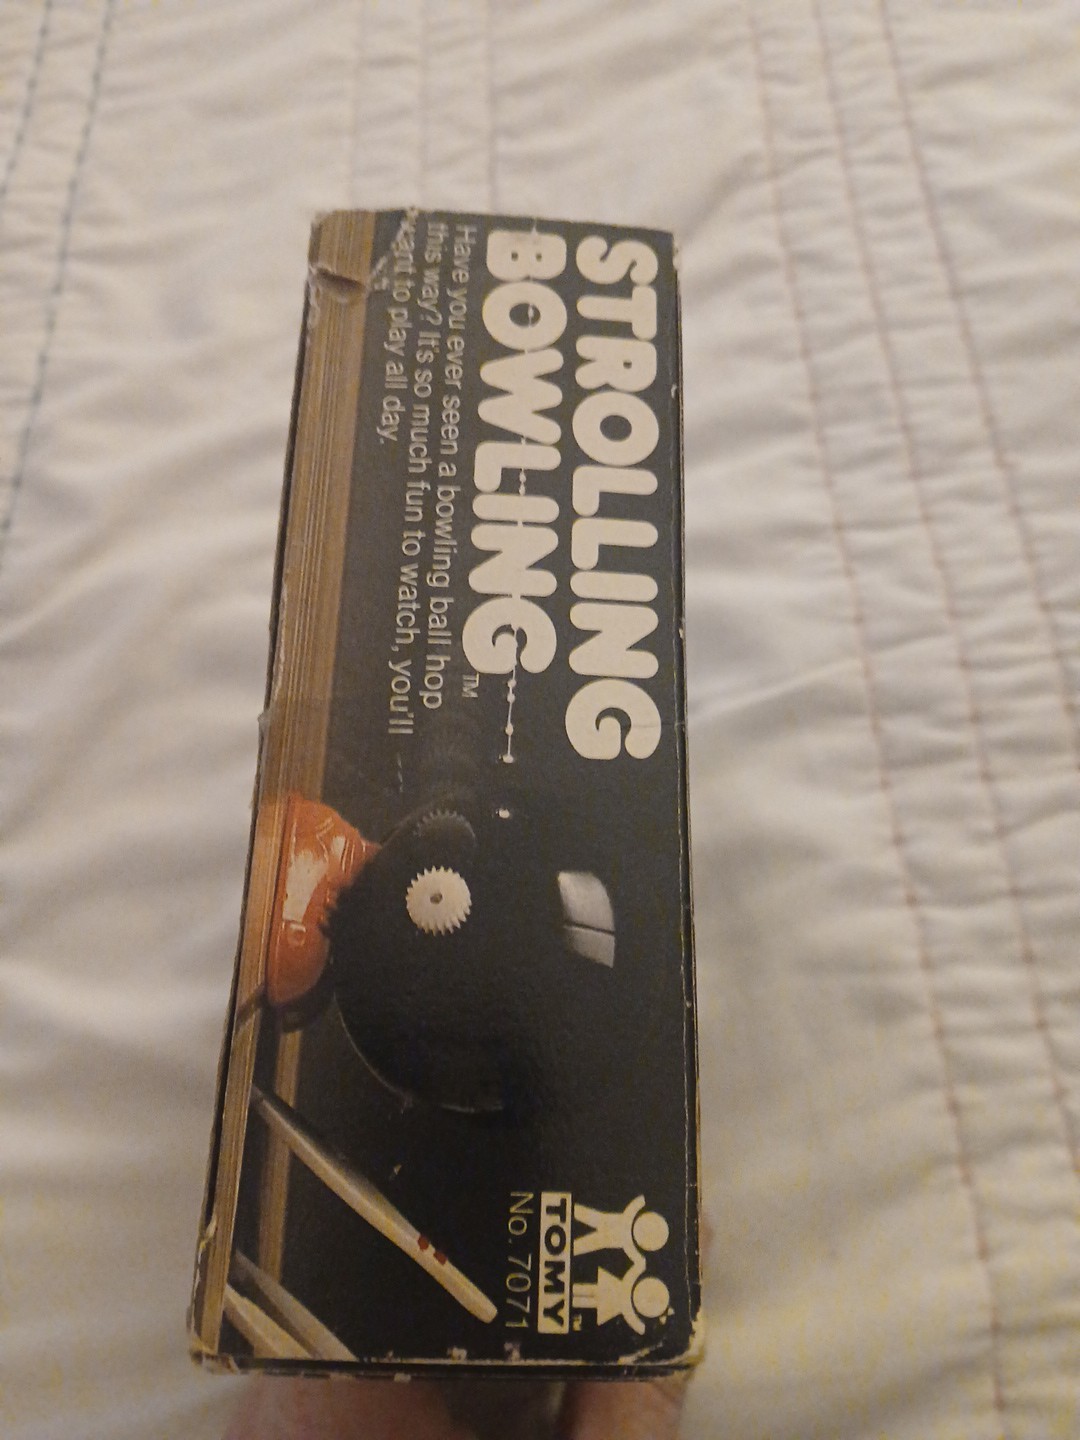 STROLLING
BOWLING™
Have you ever seen a bowling ball hop
this way? It's so much fun to watch, you'll
want to play all day.
TOMY™
No. 7071